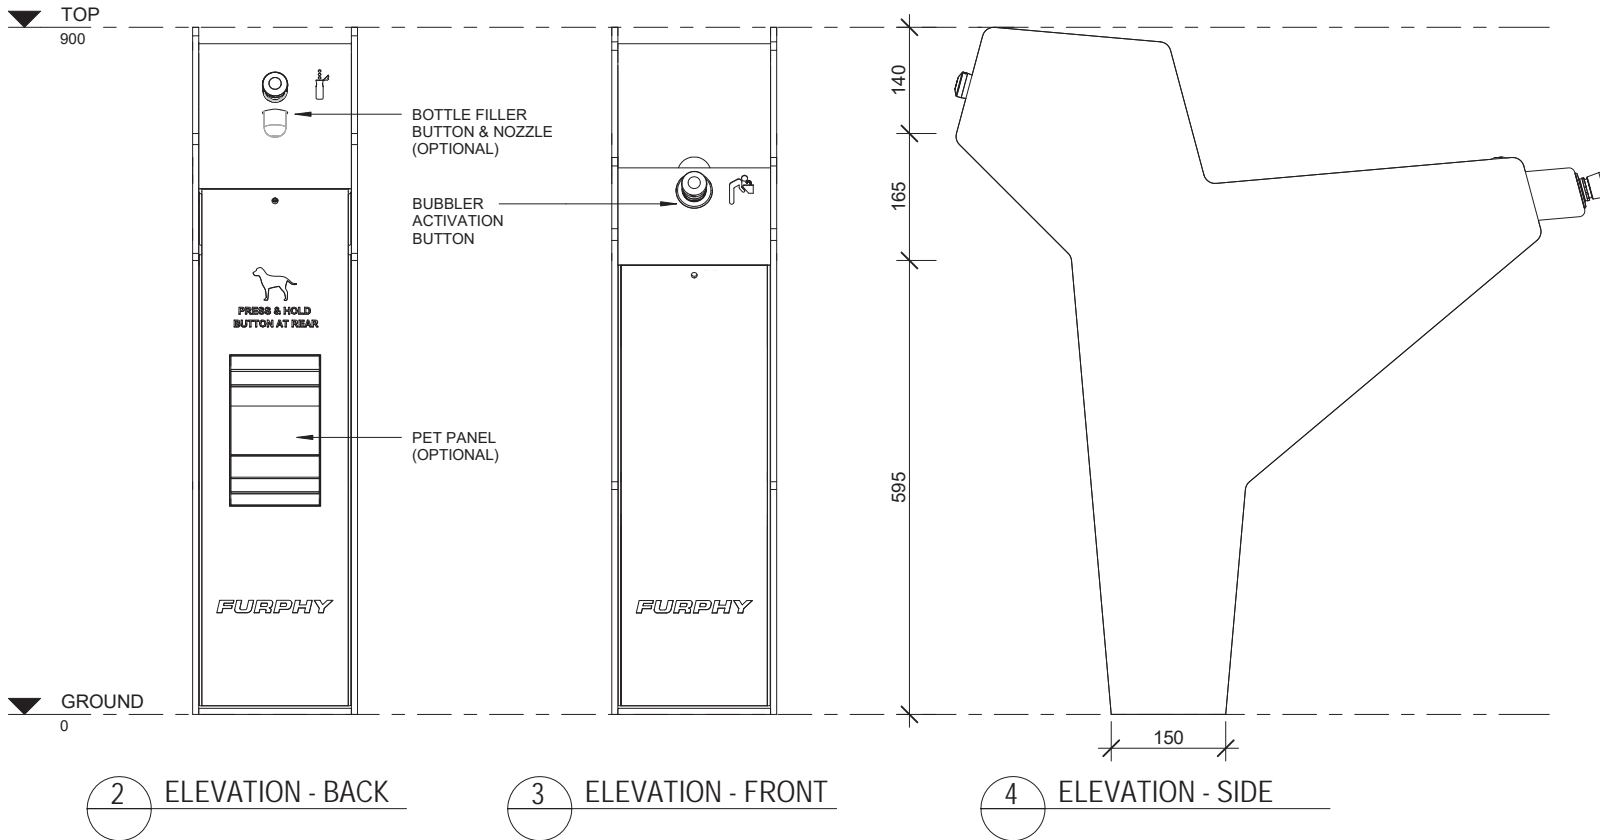 TOP
900
BOTTLE FILLER
BUTTON & NOZZLE
(OPTIONAL)
BUBBLER
ACTIVATION
BUTTON
PRESS & HOLD
BUTTON AT REAR
PET PANEL
(OPTIONAL)
FURPHY
FURPHY
140
165
595
150
GROUND
0
2
ELEVATION - BACK
3
ELEVATION - FRONT
4
ELEVATION - SIDE